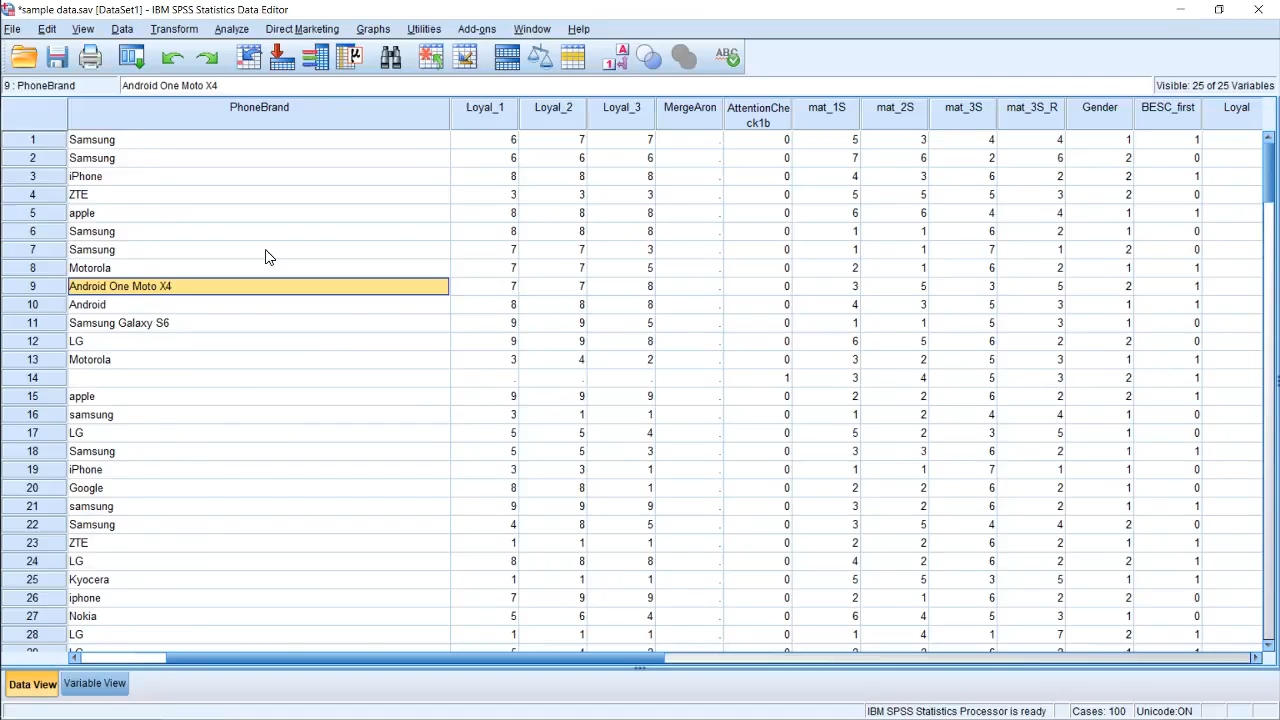 *sample data.sav [DataSet1] - IBM SPSS Statistics Data Editor
File Edit View Data Transform Analyze Direct Marketing Graphs Utilities Add-ons Window Help
9 : PhoneBrand Android One Moto X4 Visible: 25 of 25 Variables
PhoneBrand Loyal_1 Loyal_2 Loyal_3 MergeAron AttentionCheck1b mat_1S mat_2S mat_3S mat_3S_R Gender BESC_first Loyal
1 Samsung 6 7 7 . 0 5 3 4 4 1 1
2 Samsung 6 6 6 . 0 7 6 2 6 2 0
3 iPhone 8 8 8 . 0 4 3 6 2 2 1
4 ZTE 3 3 3 . 0 5 5 5 3 2 0
5 apple 8 8 8 . 0 6 6 4 4 1 1
6 Samsung 8 8 8 . 0 1 1 6 2 1 0
7 Samsung 7 7 3 . 0 1 1 7 1 2 0
8 Motorola 7 7 5 . 0 2 1 6 2 2 1
9 Android One Moto X4 7 7 8 . 0 3 5 3 5 2 1
10 Android 8 8 8 . 0 4 3 5 3 1 1
11 Samsung Galaxy S6 9 9 5 . 0 1 1 5 3 1 0
12 LG 9 9 8 . 0 6 5 6 2 2 0
13 Motorola 3 4 2 . 0 3 2 5 3 1 1
14 . . . . 1 3 4 5 3 2 1
15 apple 9 9 9 . 0 2 2 6 2 2 1
16 samsung 3 1 1 . 0 1 2 4 4 1 0
17 LG 5 5 4 . 0 5 2 3 5 1 0
18 Samsung 5 5 3 . 0 3 3 6 2 1 1
19 iPhone 3 3 1 . 0 1 1 7 1 1 0
20 Google 8 8 1 . 0 2 2 6 2 1 0
21 samsung 9 9 9 . 0 3 2 6 2 1 0
22 Samsung 4 8 5 . 0 3 5 4 4 2 0
23 ZTE 1 1 1 . 0 2 2 6 2 1 1
24 LG 8 8 8 . 0 4 2 6 2 2 1
25 Kyocera 1 1 1 . 0 5 5 3 5 1 1
26 iphone 7 9 9 . 0 2 1 6 2 2 0
27 Nokia 5 6 4 . 0 6 4 5 3 1 0
28 LG 1 1 1 . 0 1 4 1 7 2 1
Data View Variable View
IBM SPSS Statistics Processor is ready Cases: 100 Unicode:ON